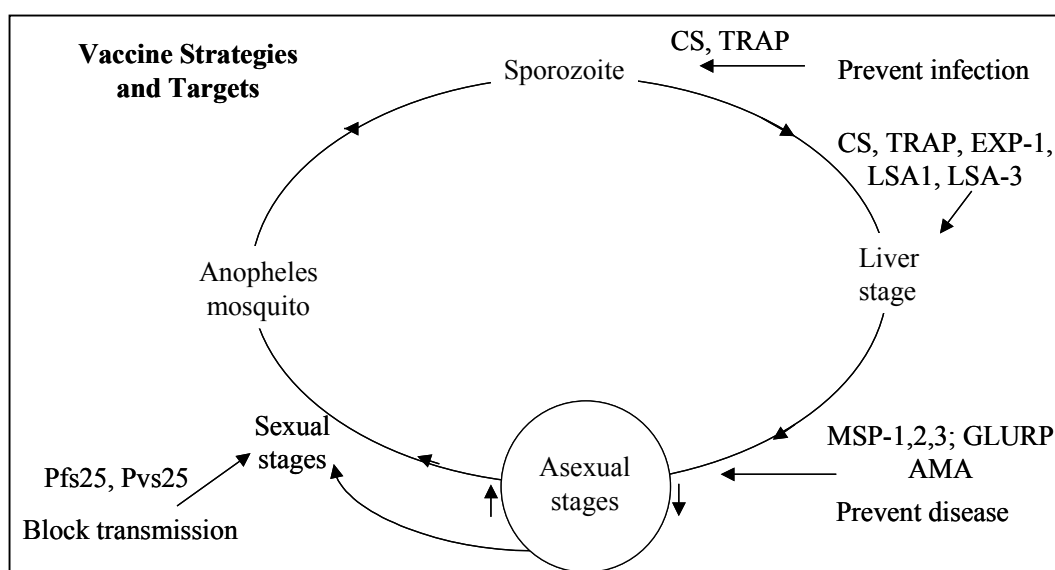 Vaccine Strategies
and Targets
CS, TRAP
Sporozoite
Prevent infection
CS, TRAP, EXP-1,
LSA1, LSA-3
Anopheles
mosquito
Liver
stage
Sexual
stages
MSP-1,2,3; GLURP
AMA
Asexual
stages
Pfs25, Pvs25
Prevent disease
Block transmission